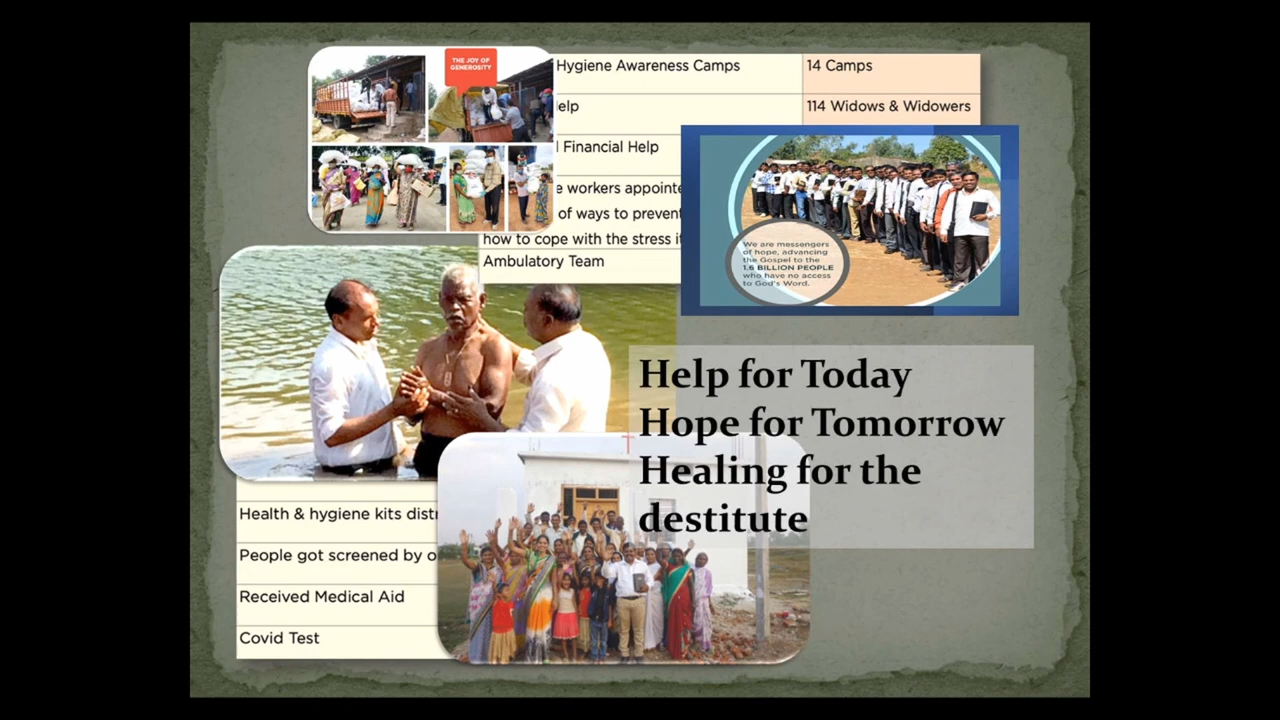 THE JOY OF
GENEROSITY
Hygiene Awareness Camps
14 Camps
elp
114 Widows & Widowers
l Financial Help
e workers appointe
of ways to prevent
how to cope with the stress it
Ambulatory Team
We are messengers
of hope, advancing
the Gospel to the
1.6 BILLION PEOPLE
who have no access
to God's Word.
Help for Today
Hope for Tomorrow
Healing for the
destitute
Health & hygiene kits distr
People got screened by o
Received Medical Aid
Covid Test